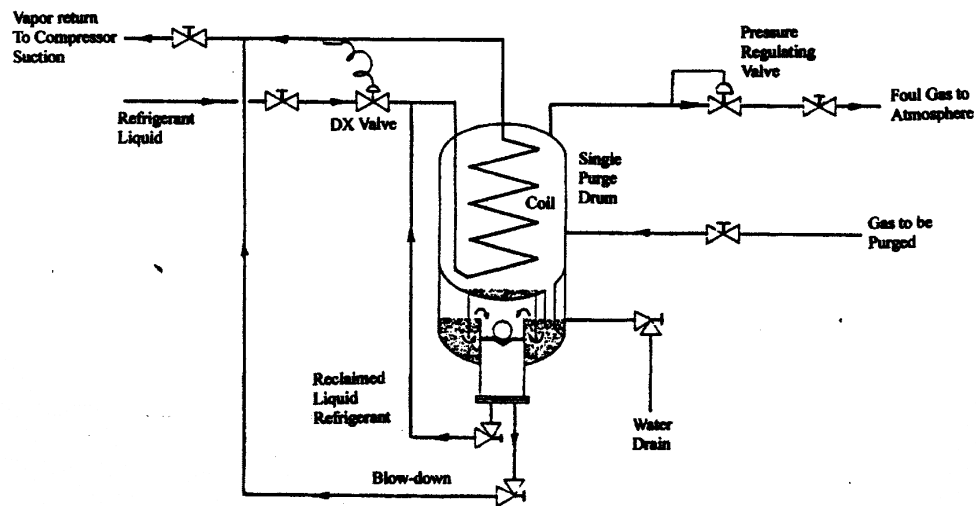 Vapor return
To Compressor
Suction
Refrigerant
Liquid
DX Valve
Pressure
Regulating
Valve
Foul Gas to
Atmosphere
Single
Purge
Drum
Coil
Gas to be
Purged
Reclaimed
Liquid
Refrigerant
Water
Drain
Blow-down